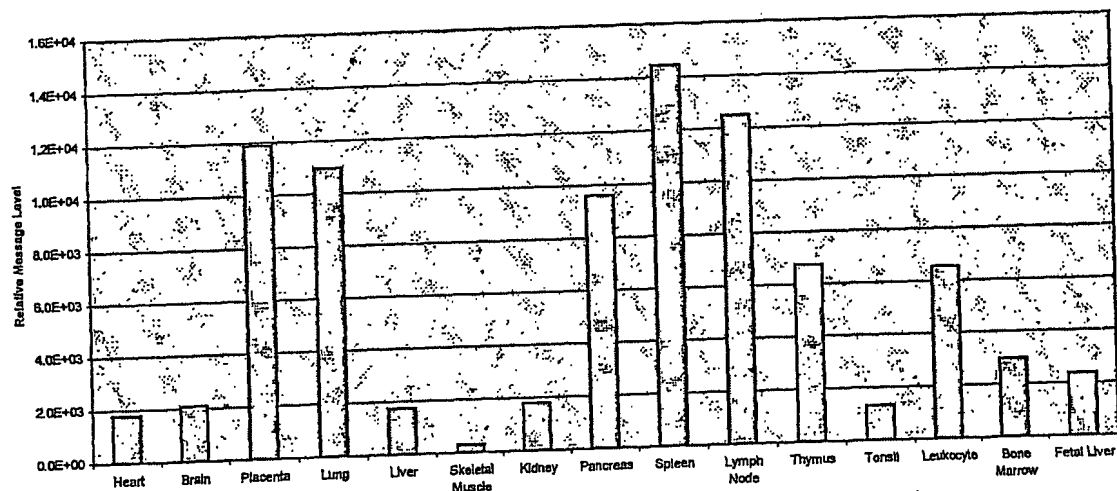 1.6E+04
1.4E+04
1.2E+04
1.0E+04
8.0E+03
6.0E+03
4.0E+03
2.0E+03
0.0E+00
Relative Message Level
Heart
Brain
Placenta
Lung
Liver
Skeletal
Muscle
Kidney
Pancreas
Spleen
Lymph
Node
Thymus
Tonsil
Leukocyte
Bone
Marrow
Fetal Liver